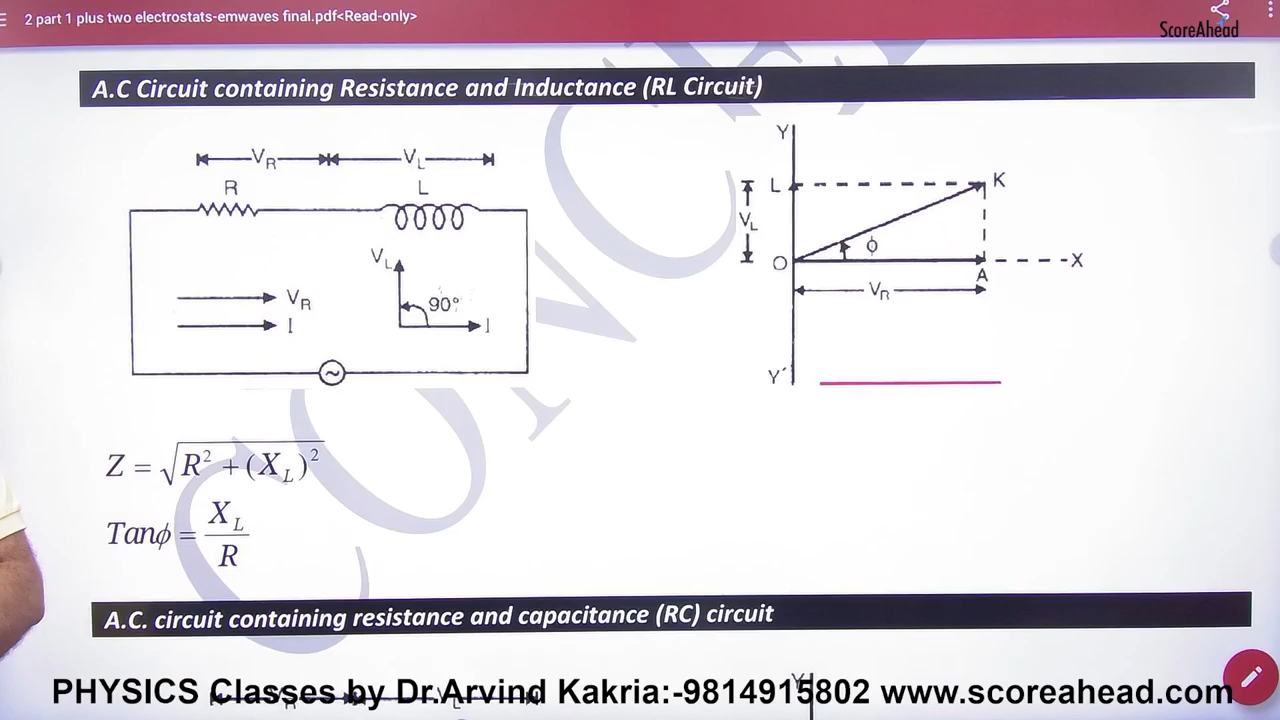 2 part 1 plus two electrostats-emwaves final.pdf<Read-only>
ScoreAhead
A.C Circuit containing Resistance and Inductance (RL Circuit)
V_R V_L
R L
V_L
90°
V_R
I I
Y
L K
V_L
ϕ
O A X
V_R
Y´
Z = √R² + (X_L)²
Tanϕ = X_L / R
A.C. circuit containing resistance and capacitance (RC) circuit
Y
PHYSICS Classes by Dr.Arvind Kakria:-9814915802 www.scoreahead.com